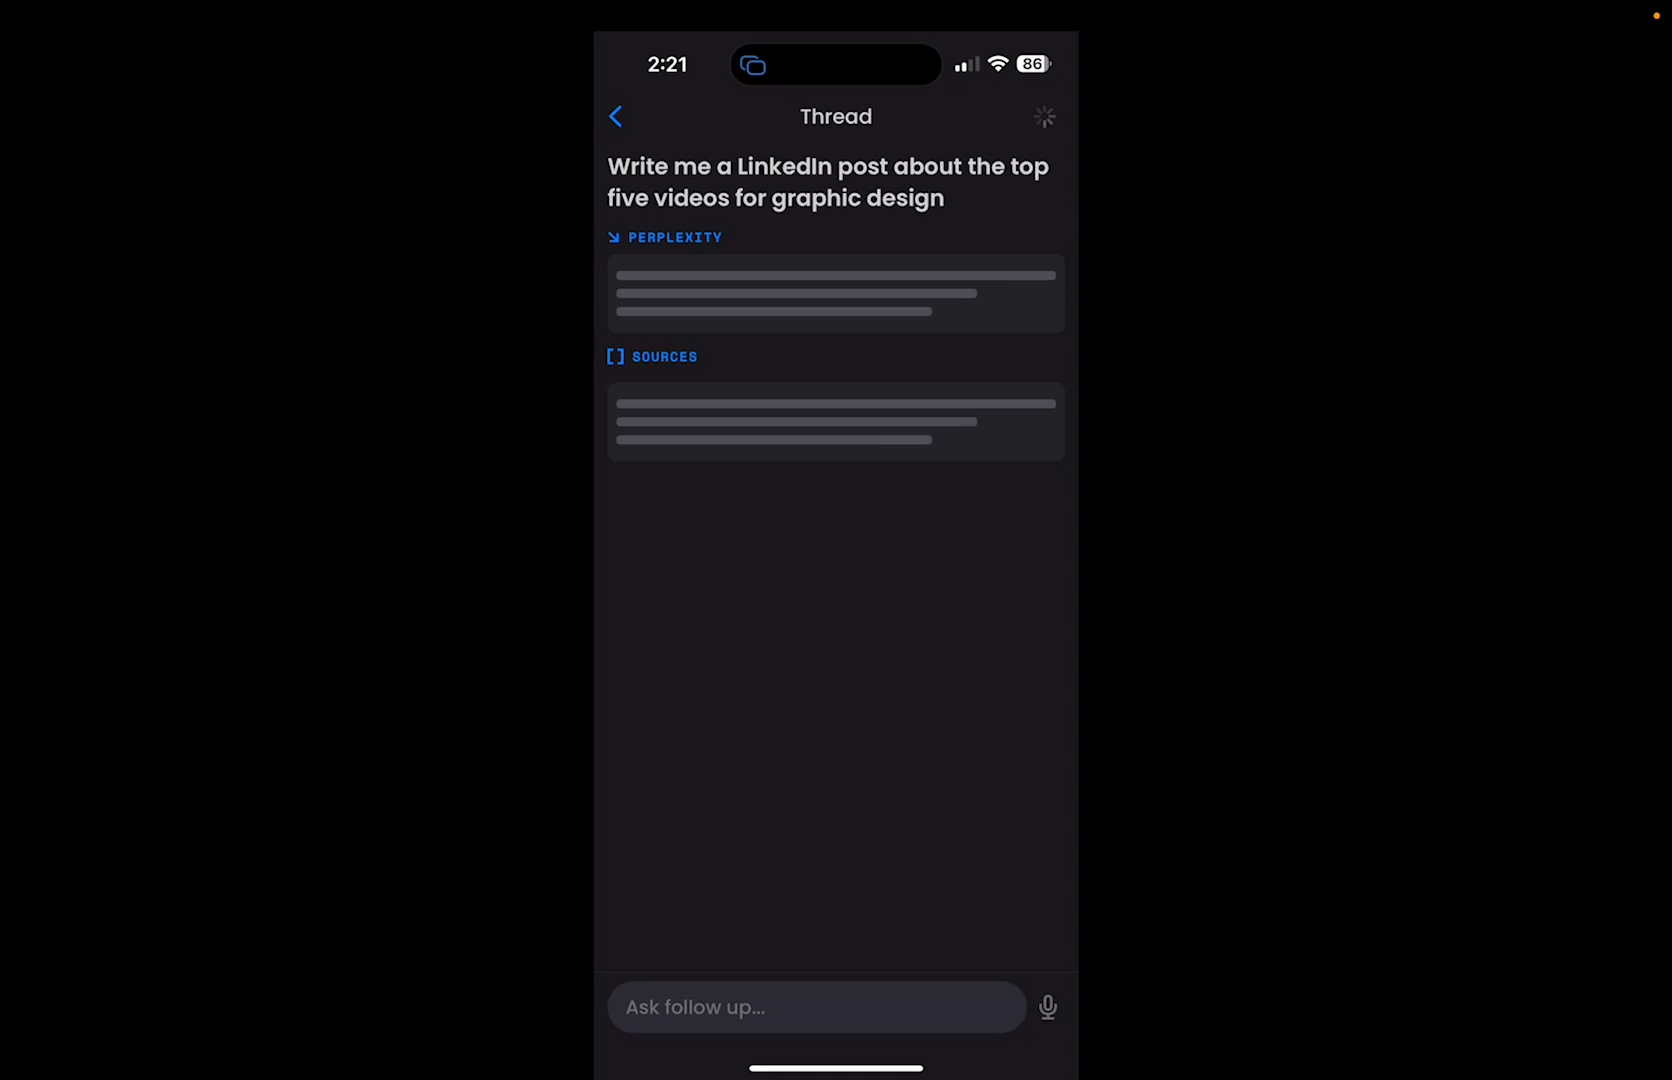 2:21
86
Thread
Write me a LinkedIn post about the top
five videos for graphic design
PERPLEXITY
SOURCES
Ask follow up...